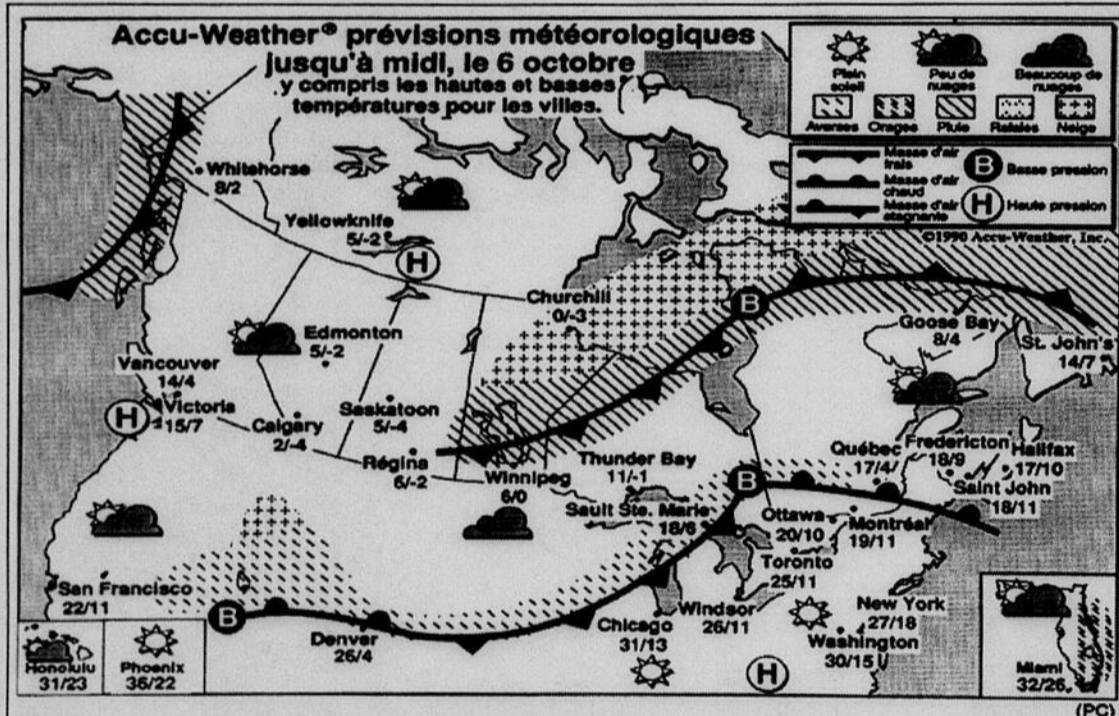 Accu-Weather® prévisions météorologiques
jusqu'à midi, le 6 octobre
y compris les hautes et basses
températures pour les villes.
Plein soleil
Peu de nuages
Beaucoup de nuages
Averses
Orages
Pluie
Rafales
Neige
Masse d'air frais
Masse d'air chaud
Masse d'air stagnante
B
Basse pression
H
Haute pression
©1990 Accu-Weather, Inc.
Whitehorse
8/2
Yellowknife
5/-2
H
Churchill
0/-3
B
Goose Bay
8/4
St. John's
14/7
Edmonton
5/-2
Vancouver
14/4
H
Victoria
15/7
Calgary
2/-4
Saskatoon
5/-4
Régina
6/-2
Winnipeg
6/0
Thunder Bay
11/-1
Sault Ste. Marie
18/6
B
Québec
17/4
Fredericton
18/9
Halifax
17/10
Saint John
18/11
Ottawa
20/10
Montréal
19/11
Toronto
25/11
San Francisco
22/11
B
Denver
26/4
Chicago
31/13
Windsor
26/11
New York
27/18
Washington
30/15
H
Honolulu
31/23
Phoenix
36/22
Miami
32/26
(PC)